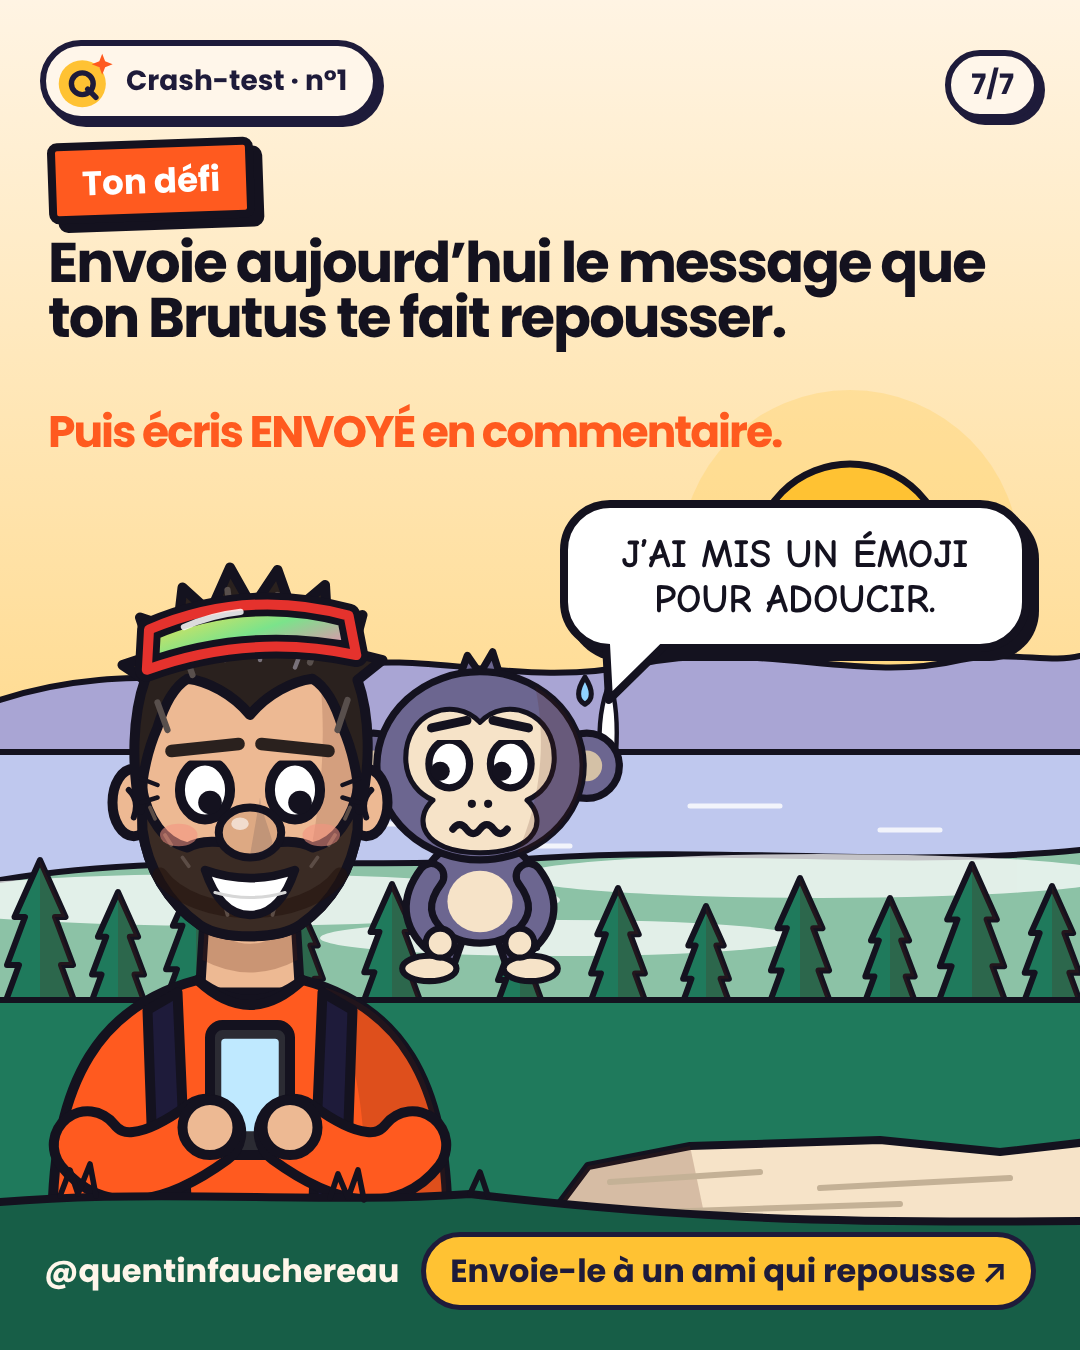 Q
Crash-test · n°1
7/7
Ton défi
Envoie aujourd’hui le message que
ton Brutus te fait repousser.
Puis écris ENVOYÉ en commentaire.
J’AI MIS UN ÉMOJI
POUR ADOUCIR.
@quentinfauchereau
Envoie-le à un ami qui repousse ↗